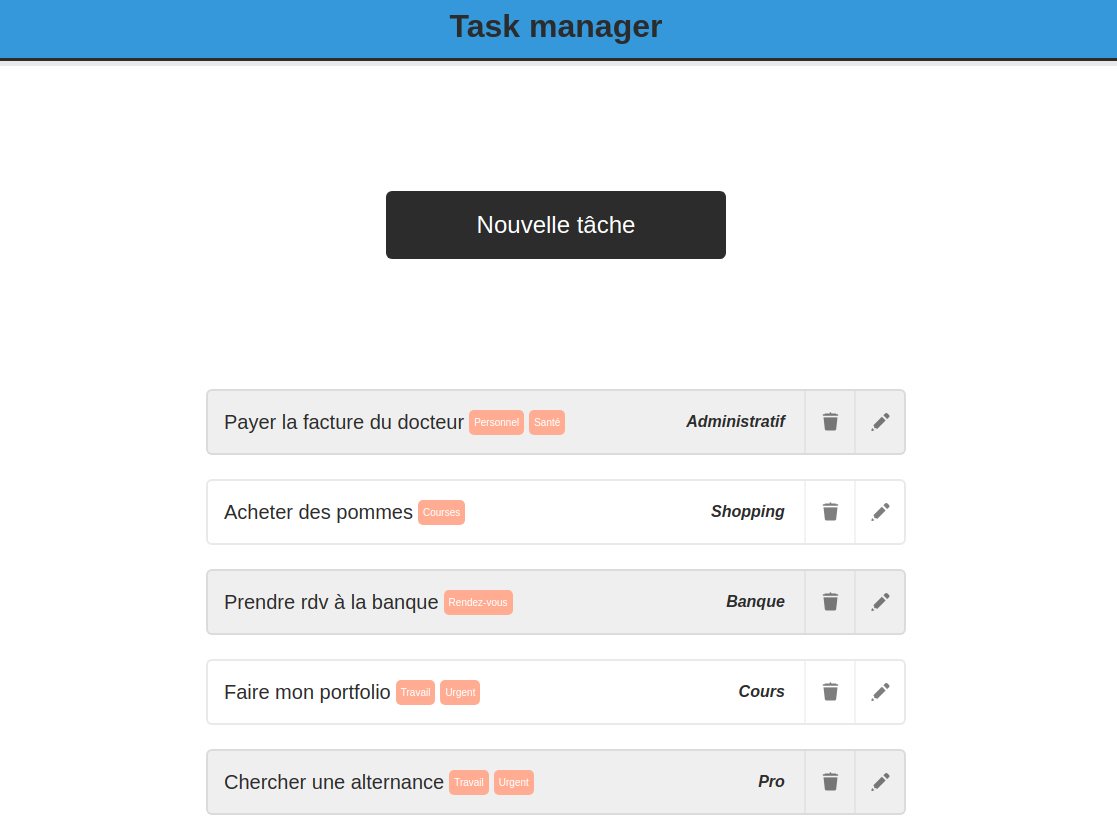 Task manager
Nouvelle tâche
Payer la facture du docteur Personnel Santé Administratif
Acheter des pommes Courses Shopping
Prendre rdv à la banque Rendez-vous Banque
Faire mon portfolio Travail Urgent Cours
Chercher une alternance Travail Urgent Pro